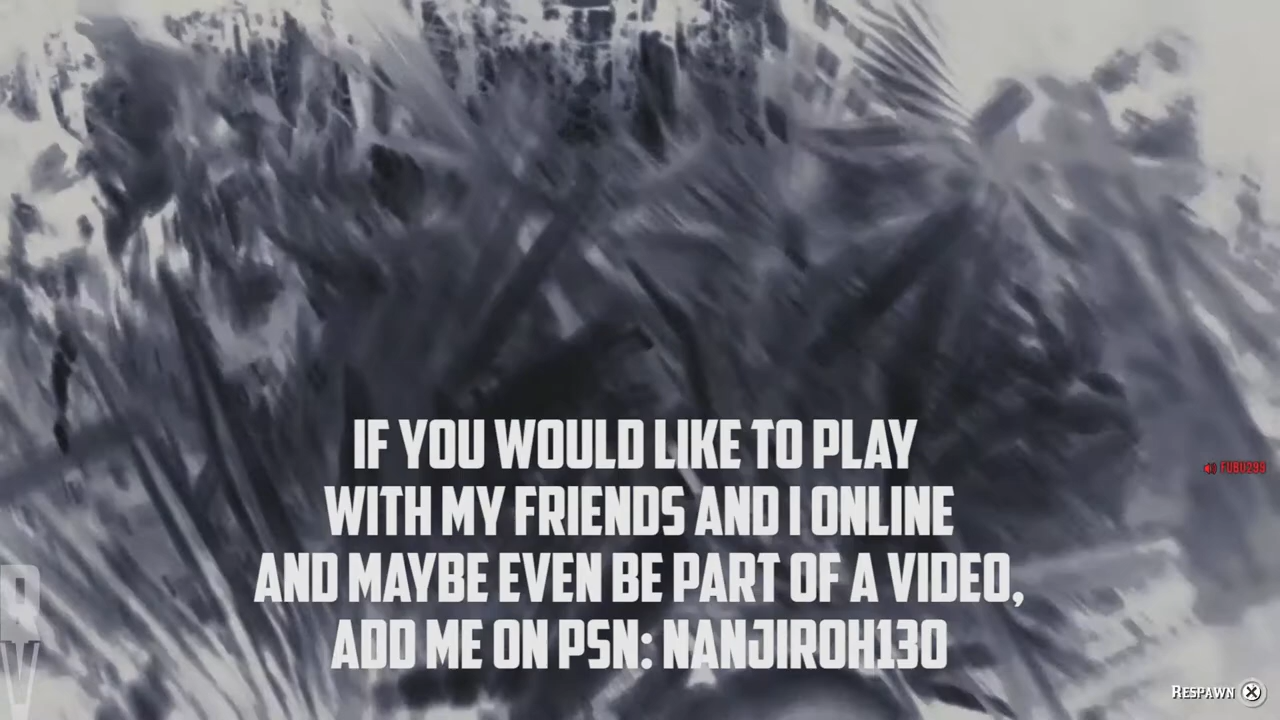 IF YOU WOULD LIKE TO PLAY
WITH MY FRIENDS AND I ONLINE
AND MAYBE EVEN BE PART OF A VIDEO,
ADD ME ON PSN: NANJIROH130
FUBU299
RESPAWN